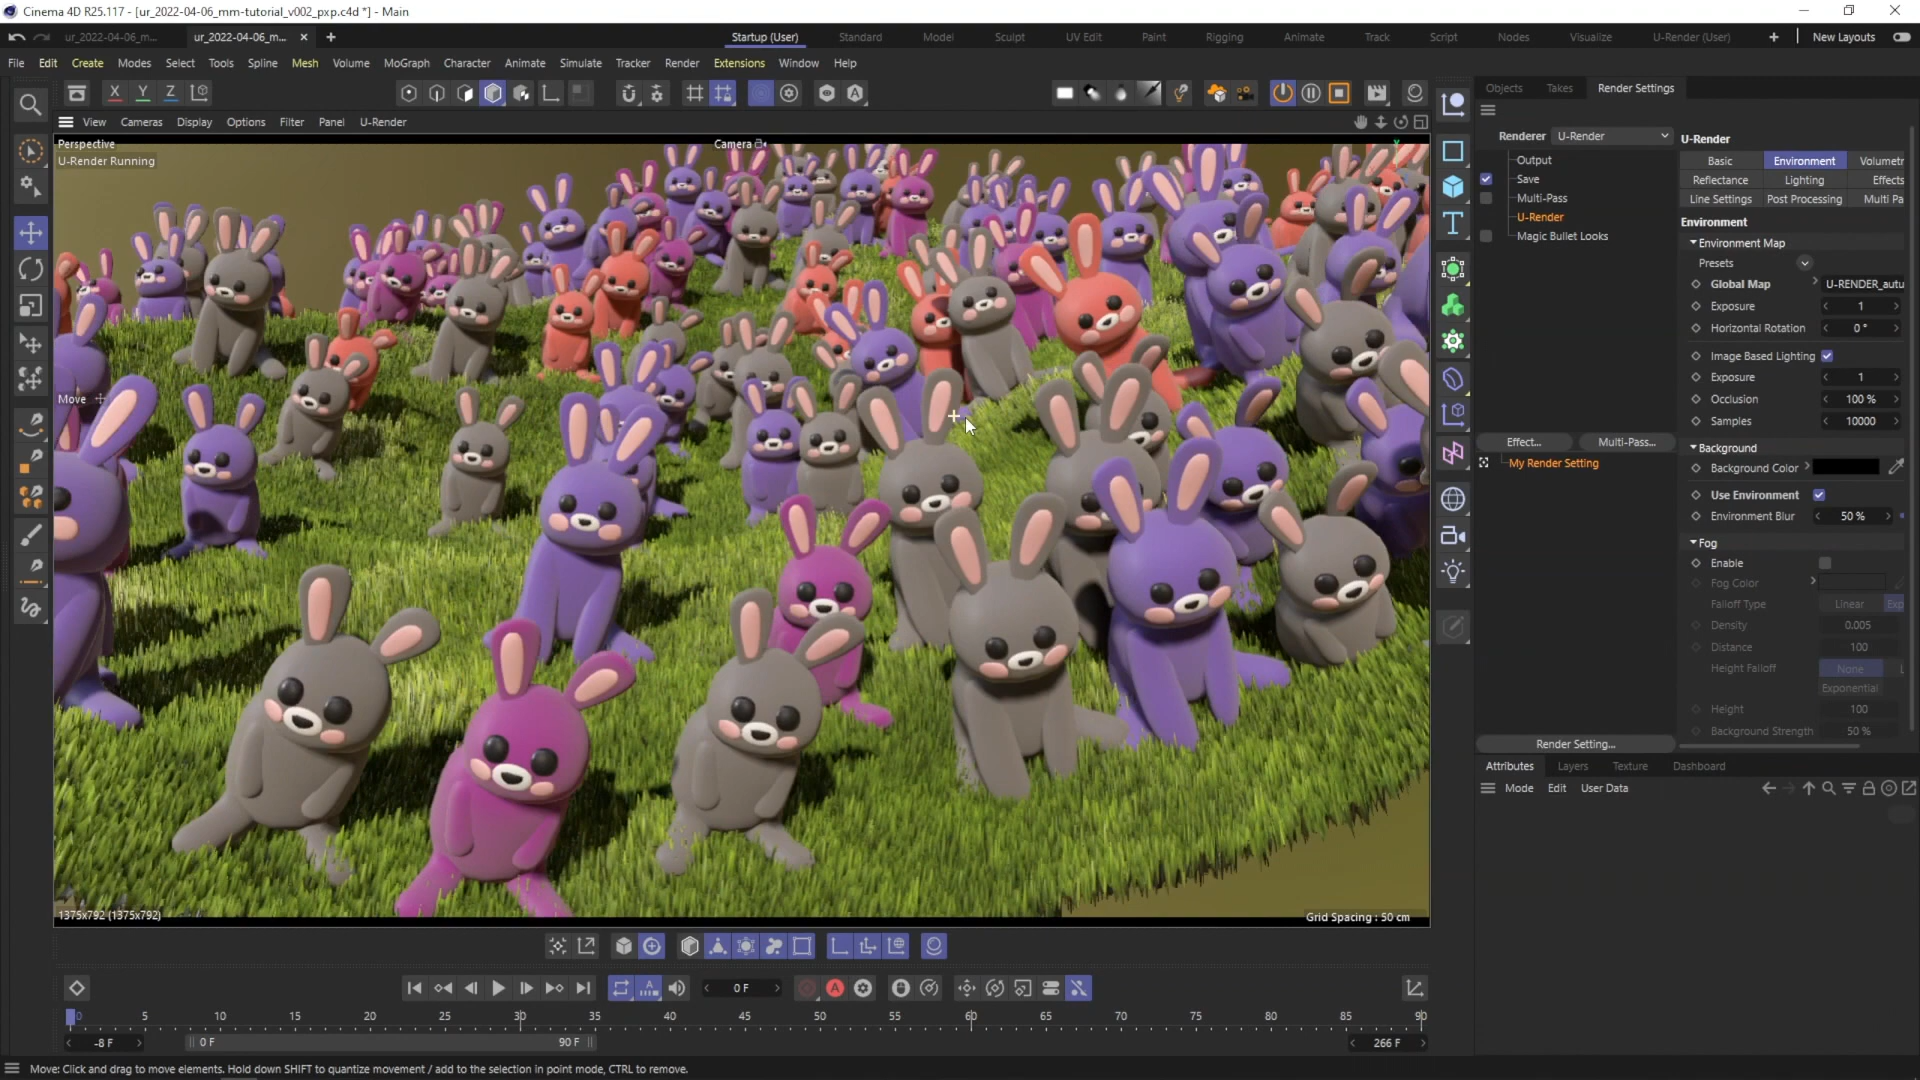 Cinema 4D R25.117 - [ur_2022-04-06_mm-tutorial_v002_pxp.c4d *] - Main
ur_2022-04-06_m...
ur_2022-04-06_m...
Startup (User)
Standard
Model
Sculpt
UV Edit
Paint
Rigging
Animate
Track
Script
Nodes
Visualize
U-Render (User)
New Layouts
File Edit Create Modes Select Tools Spline Mesh Volume MoGraph Character Animate Simulate Tracker Render Extensions Window Help
X Y Z
Objects
Takes
Render Settings
View Cameras Display Options Filter Panel U-Render
Perspective
Camera
U-Render Running
Move
1375x792 (1375x792)
Grid Spacing : 50 cm
Renderer U-Render
Output
Save
Multi-Pass
U-Render
Magic Bullet Looks
Effect...
Multi-Pass...
My Render Setting
Render Setting...
U-Render
Basic Environment Volumetr
Reflectance Lighting Effects
Line Settings Post Processing Multi Pa
Environment
Environment Map
Presets
Global Map U-RENDER_autu
Exposure 1
Horizontal Rotation 0 °
Image Based Lighting
Exposure 1
Occlusion 100 %
Samples 10000
Background
Background Color
Use Environment
Environment Blur 50 %
Fog
Enable
Fog Color
Falloff Type Linear Exp
Density 0.005
Distance 100
Height Falloff None L
Exponential
Height 100
Background Strength 50 %
Attributes Layers Texture Dashboard
Mode Edit User Data
0 F
0 5 10 15 20 25 30 35 40 45 50 55 60 65 70 75 80 85 90
-8 F
0 F
90 F
266 F
Move: Click and drag to move elements. Hold down SHIFT to quantize movement / add to the selection in point mode, CTRL to remove.